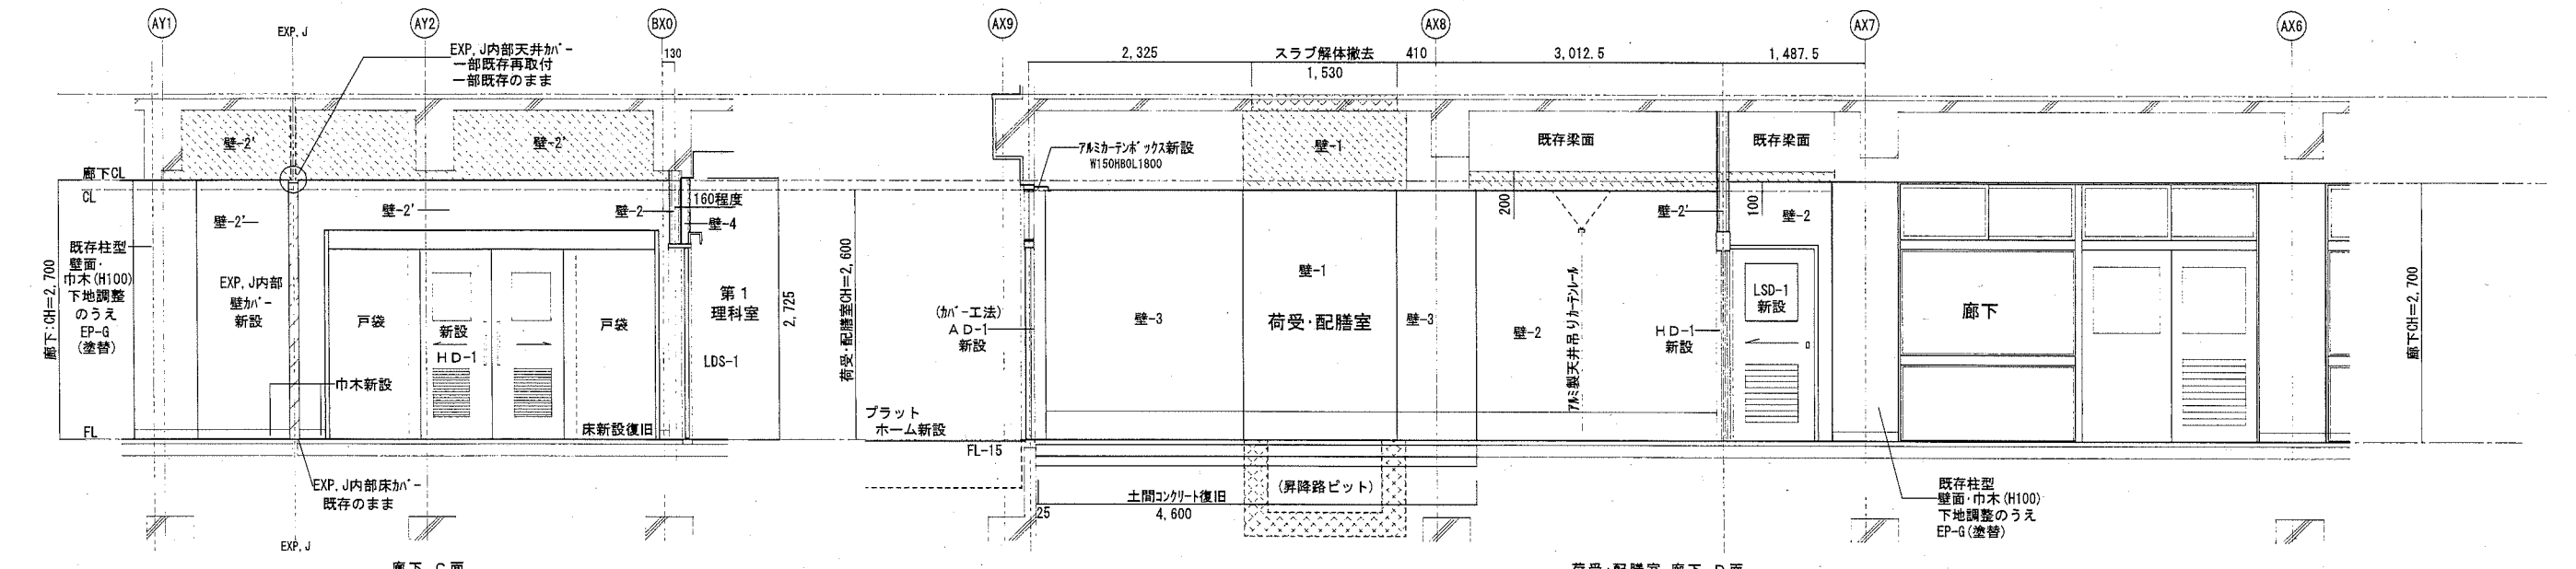 AY1
EXP, J
AY2
BX0
AX9
AX8
AX7
AX6
130
EXP, J内部天井ｶﾊﾞｰ
一部既存再取付
一部既存のまま
2,325
スラブ解体撤去
1,530
410
3,012.5
1,487.5
壁-2'
壁-2'
アルミカーテンボックス新設
W150H80L1800
壁-1
既存梁面
既存梁面
廊下CL
CL
壁-2'
壁-2'
壁-2
160程度
壁-4
200
壁-2'
100
壁-2
既存柱型
壁面・
巾木(H100)
下地調整
のうえ
EP-G
(塗替)
廊下:CH=2,700
EXP, J内部
壁ｶﾊﾞｰ
新設
戸袋
新設
HD-1
戸袋
第1
理科室
LDS-1
2,725
荷受・配膳室CH=2,600
(ｶﾊﾞｰ工法)
AD-1
新設
壁-3
壁-1
荷受・配膳室
壁-3
壁-2
アルミ製天井吊りカーテンレール
HD-1
新設
LSD-1
新設
廊下
廊下CH=2,700
巾木新設
床新設復旧
FL
プラット
ホーム新設
FL-15
EXP, J内部床ｶﾊﾞｰ
既存のまま
土間ｺﾝｸﾘｰﾄ復旧
25
4,600
(昇降路ピット)
既存柱型
壁面・巾木(H100)
下地調整のうえ
EP-G(塗替)
EXP, J
廊下 C面
荷受・配膳室 廊下 D面